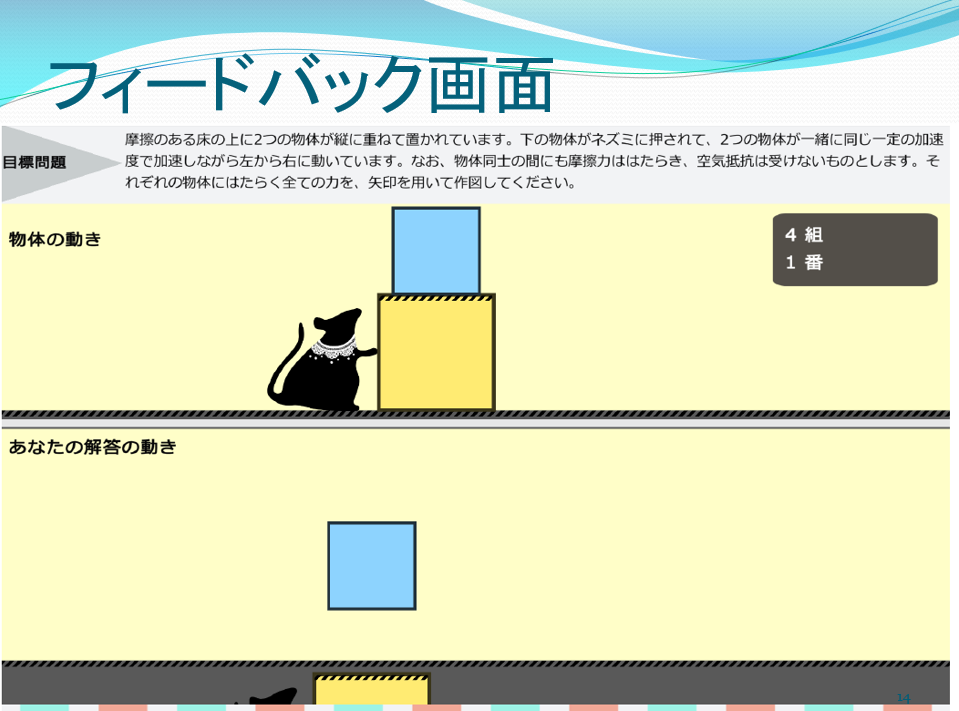 フィードバック画面
目標問題
摩擦のある床の上に2つの物体が縦に重ねて置かれています。下の物体がネズミに押されて、2つの物体が一緒に同じ一定の加速
度で加速しながら左から右に動いています。なお、物体同士の間にも摩擦力ははたらき、空気抵抗は受けないものとします。そ
れぞれの物体にはたらく全ての力を、矢印を用いて作図してください。
物体の動き
4 組
1 番
あなたの解答の動き
14